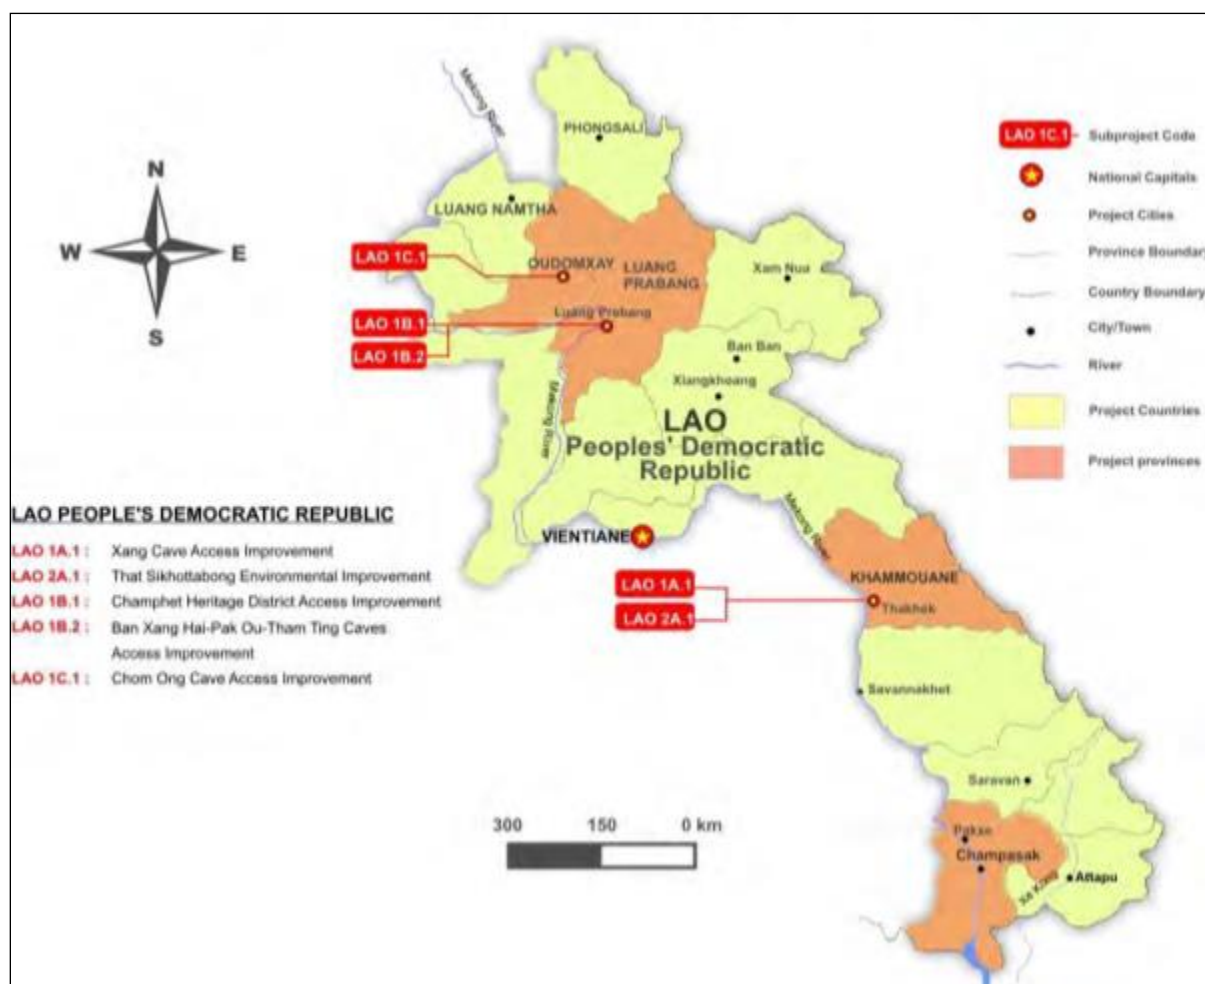 Mekong River
PHONGSALI
LUANG NAMTHA
N
W
E
S
LAO 1C.1
OUDOMXAY
LUANG
PRABANG
Xam Nua
LAO 1B.1
Luang Prabang
LAO 1B.2
Ban Ban
Xiangkhoang
Mekong River
LAO
Peoples' Democratic
Republic
VIENTIANE
Mekong River
LAO 1A.1
LAO 2A.1
KHAMMOUANE
Thakhek
Savannakhet
Saravan
Pakse
Champasak
Xe Kong
Attapu
LAO 1C.1
Subproject Code
National Capitals
Project Cities
Province Boundary
Country Boundary
City/Town
River
Project Countries
Project provinces
LAO PEOPLE'S DEMOCRATIC REPUBLIC
LAO 1A.1 : Xang Cave Access Improvement
LAO 2A.1 : That Sikhottabong Environmental Improvement
LAO 1B.1 : Champhet Heritage District Access Improvement
LAO 1B.2 : Ban Xang Hai-Pak Ou-Tham Ting Caves
Access Improvement
LAO 1C.1 : Chom Ong Cave Access Improvement
300 150 0 km